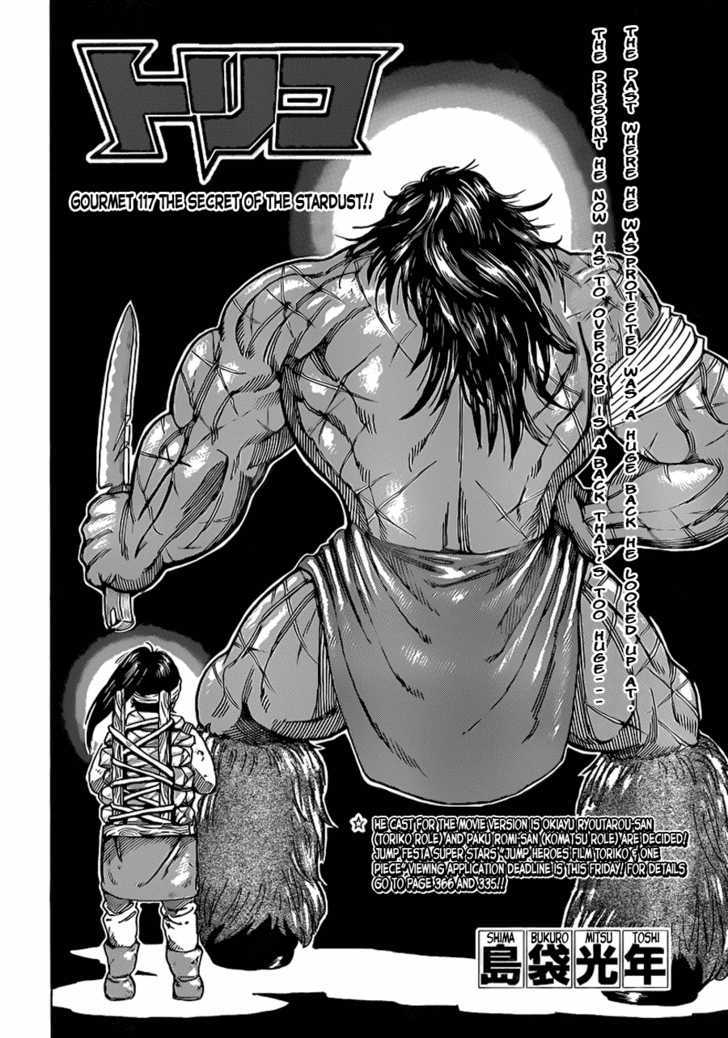 トリコ
GOURMET 117 THE SECRET OF THE STARDUST!!
THE PAST WHERE HE WAS PROTECTED WAS A HUGE BACK HE LOOKED UP AT.
THE PRESENT HE NOW HAS TO OVERCOME IS A BACK THAT'S TOO HUGE---
☆ HE CAST FOR THE MOVIE VERSION IS OKIAYU RYOUTAROU-SAN
(TORIKO ROLE) AND PAKU ROMI-SAN (KOMATSU ROLE) ARE DECIDED!
JUMP FESTA SUPER STARS "JUMP HEROES FILM TORIKO & ONE
PIECE" VIEWING APPLICATION DEADLINE IS THIS FRIDAY! FOR DETAILS
GO TO PAGE 366 AND 335!!
SHIMA BUKURO MITSU TOSHI
島袋光年